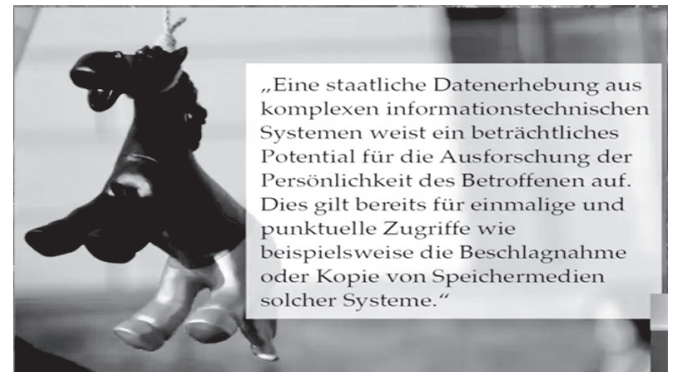 „Eine staatliche Datenerhebung aus
komplexen informationstechnischen
Systemen weist ein beträchtliches
Potential für die Ausforschung der
Persönlichkeit des Betroffenen auf.
Dies gilt bereits für einmalige und
punktuelle Zugriffe wie
beispielsweise die Beschlagnahme
oder Kopie von Speichermedien
solcher Systeme.“